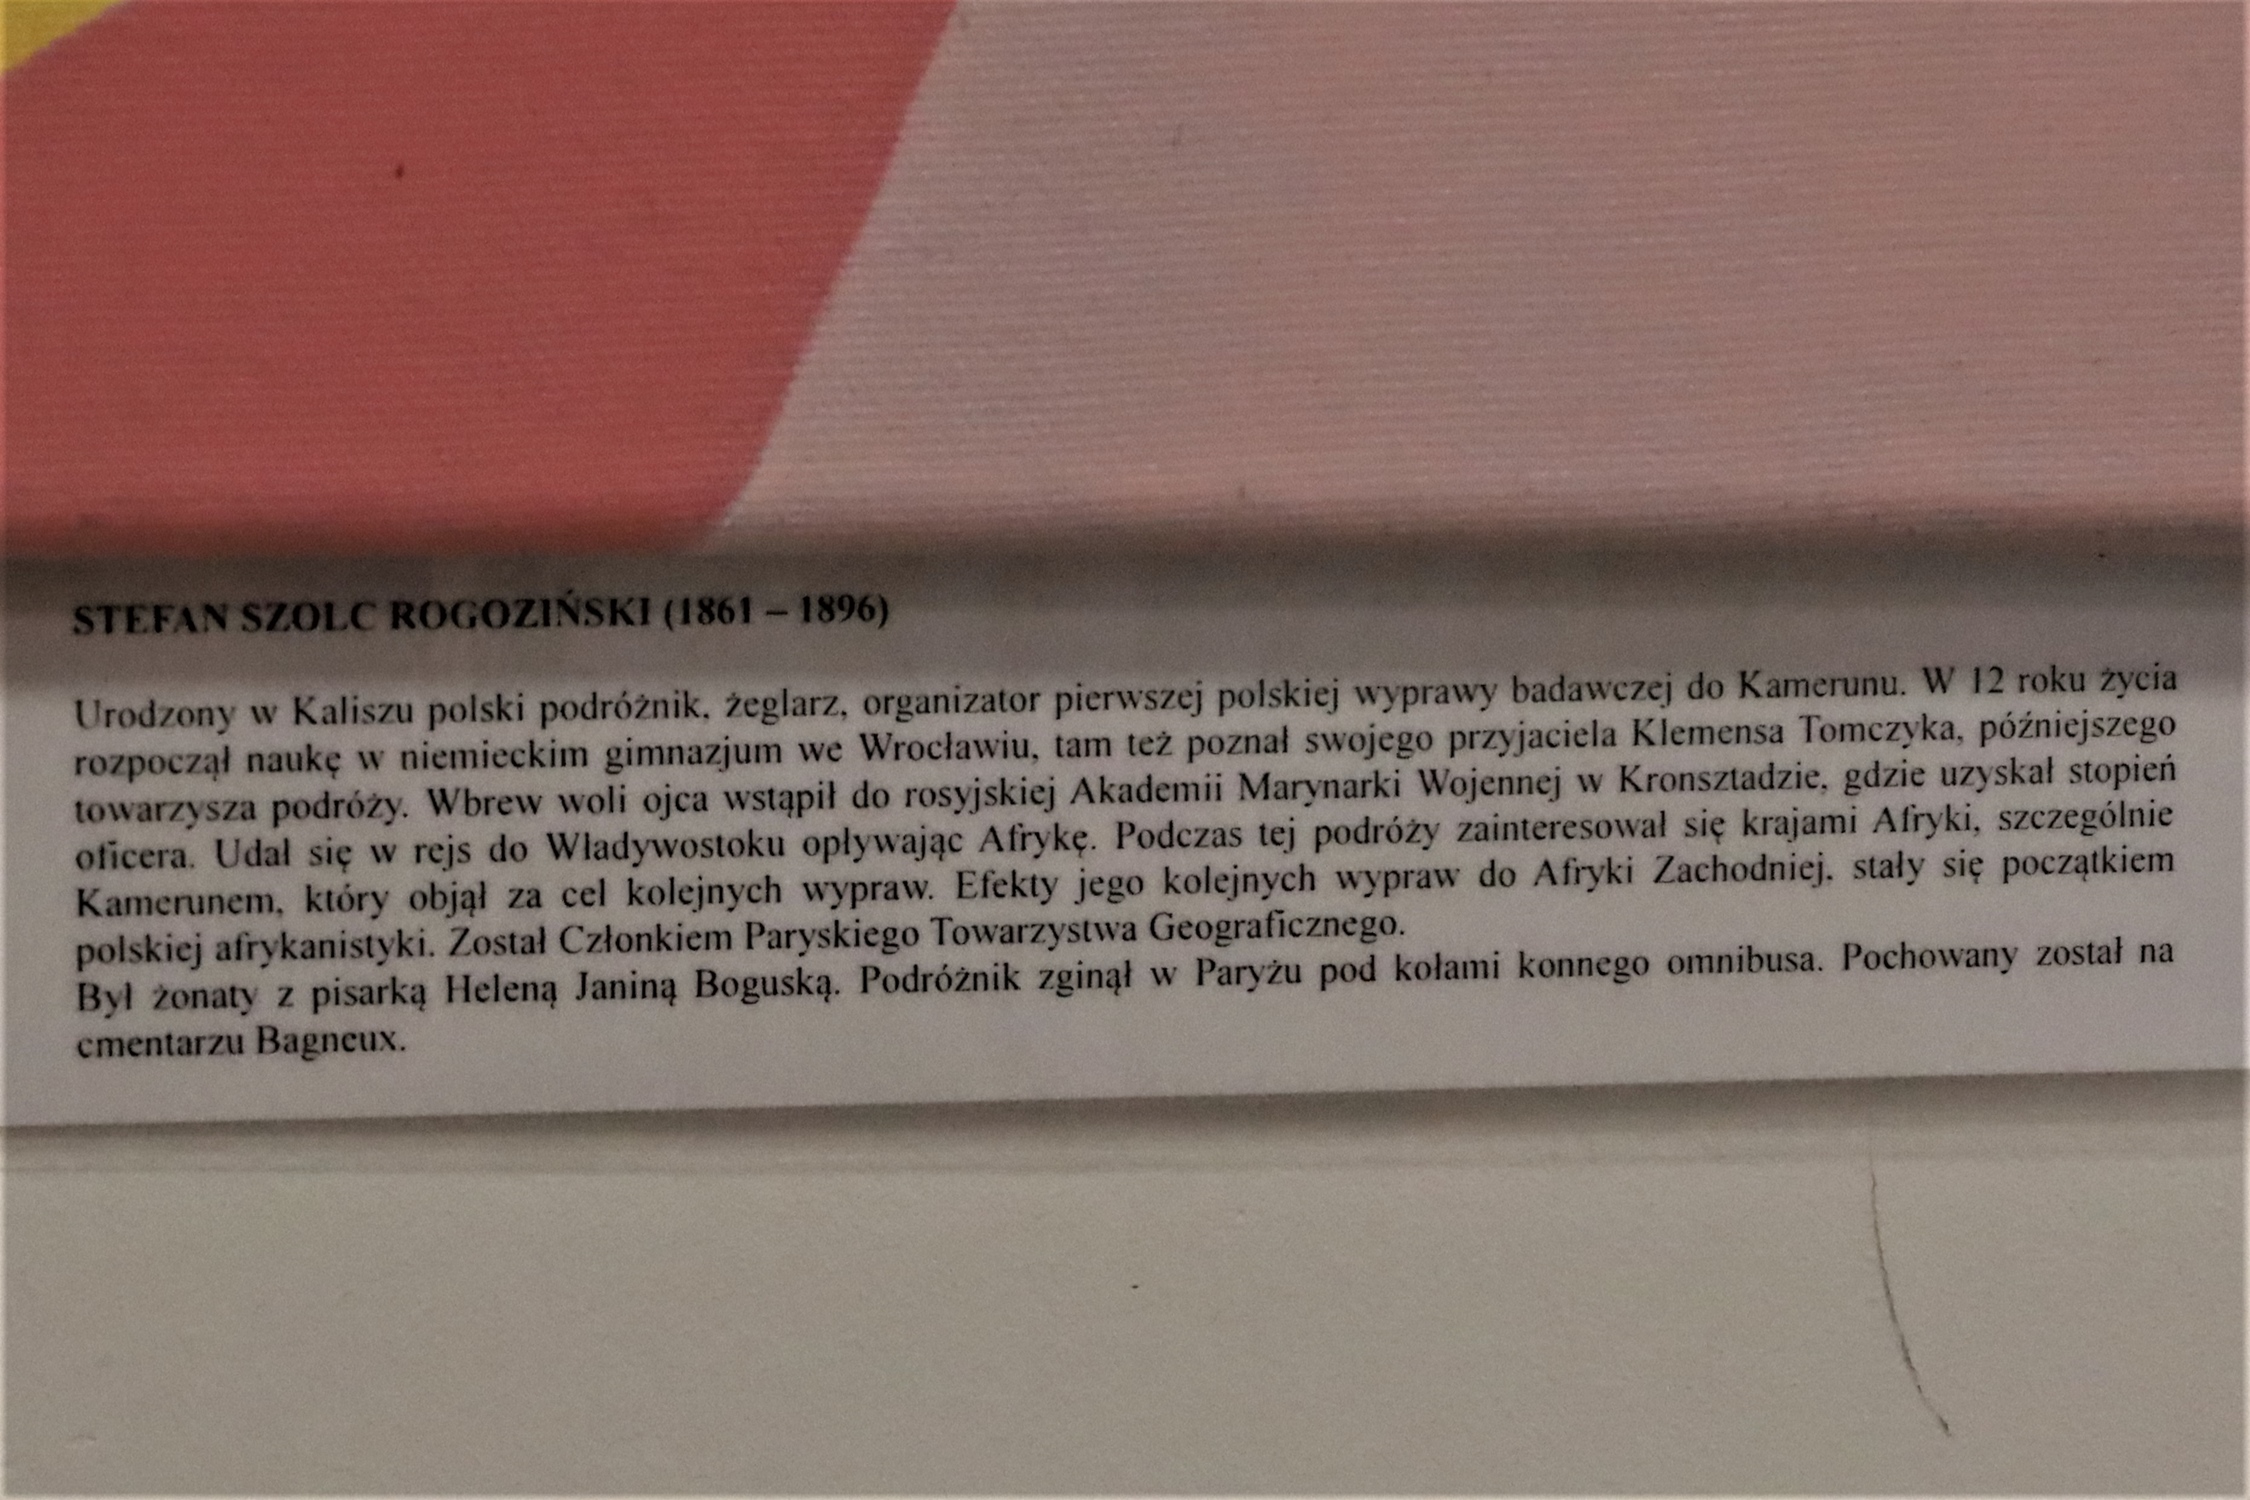 STEFAN SZOLC ROGOZIŃSKI (1861 – 1896)
Urodzony w Kaliszu polski podróżnik, żeglarz, organizator pierwszej polskiej wyprawy badawczej do Kamerunu. W 12 roku życia
rozpoczął naukę w niemieckim gimnazjum we Wrocławiu, tam też poznał swojego przyjaciela Klemensa Tomczyka, późniejszego
towarzysza podróży. Wbrew woli ojca wstąpił do rosyjskiej Akademii Marynarki Wojennej w Kronsztadzie, gdzie uzyskał stopień
oficera. Udał się w rejs do Władywostoku opływając Afrykę. Podczas tej podróży zainteresował się krajami Afryki, szczególnie
Kamerunem, który objął za cel kolejnych wypraw. Efekty jego kolejnych wypraw do Afryki Zachodniej, stały się początkiem
polskiej afrykanistyki. Został Członkiem Paryskiego Towarzystwa Geograficznego.
Był żonaty z pisarką Heleną Janiną Boguską. Podróżnik zginął w Paryżu pod kołami konnego omnibusa. Pochowany został na
cmentarzu Bagneux.